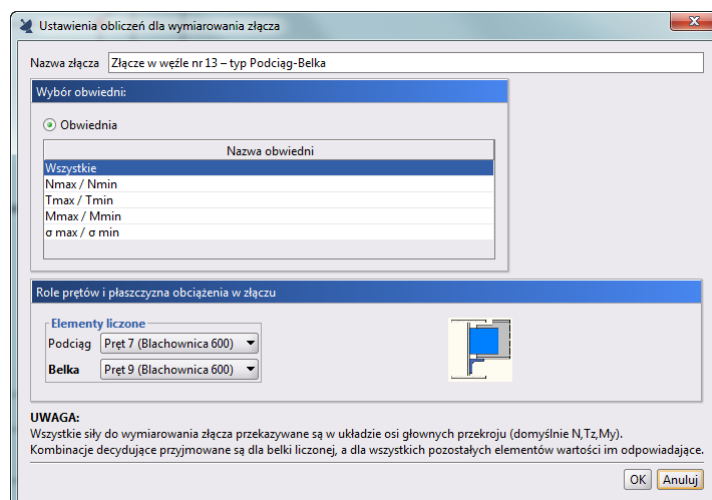 Ustawienia obliczeń dla wymiarowania złącza
Nazwa złącza Złącze w węźle nr 13 – typ Podciąg-Belka
Wybór obwiedni:
Obwiednia
Nazwa obwiedni
Wszystkie
Nmax / Nmin
Tmax / Tmin
Mmax / Mmin
σ max / σ min
Role prętów i płaszczyzna obciążenia w złączu
Elementy liczone
Podciąg Pręt 7 (Blachownica 600)
Belka Pręt 9 (Blachownica 600)
UWAGA:
Wszystkie siły do wymiarowania złącza przekazywane są w układzie osi głownych przekroju (domyślnie N,Tz,My).
Kombinacje decydujące przyjmowane są dla belki liczonej, a dla wszystkich pozostałych elementów wartości im odpowiadające.
OK Anuluj